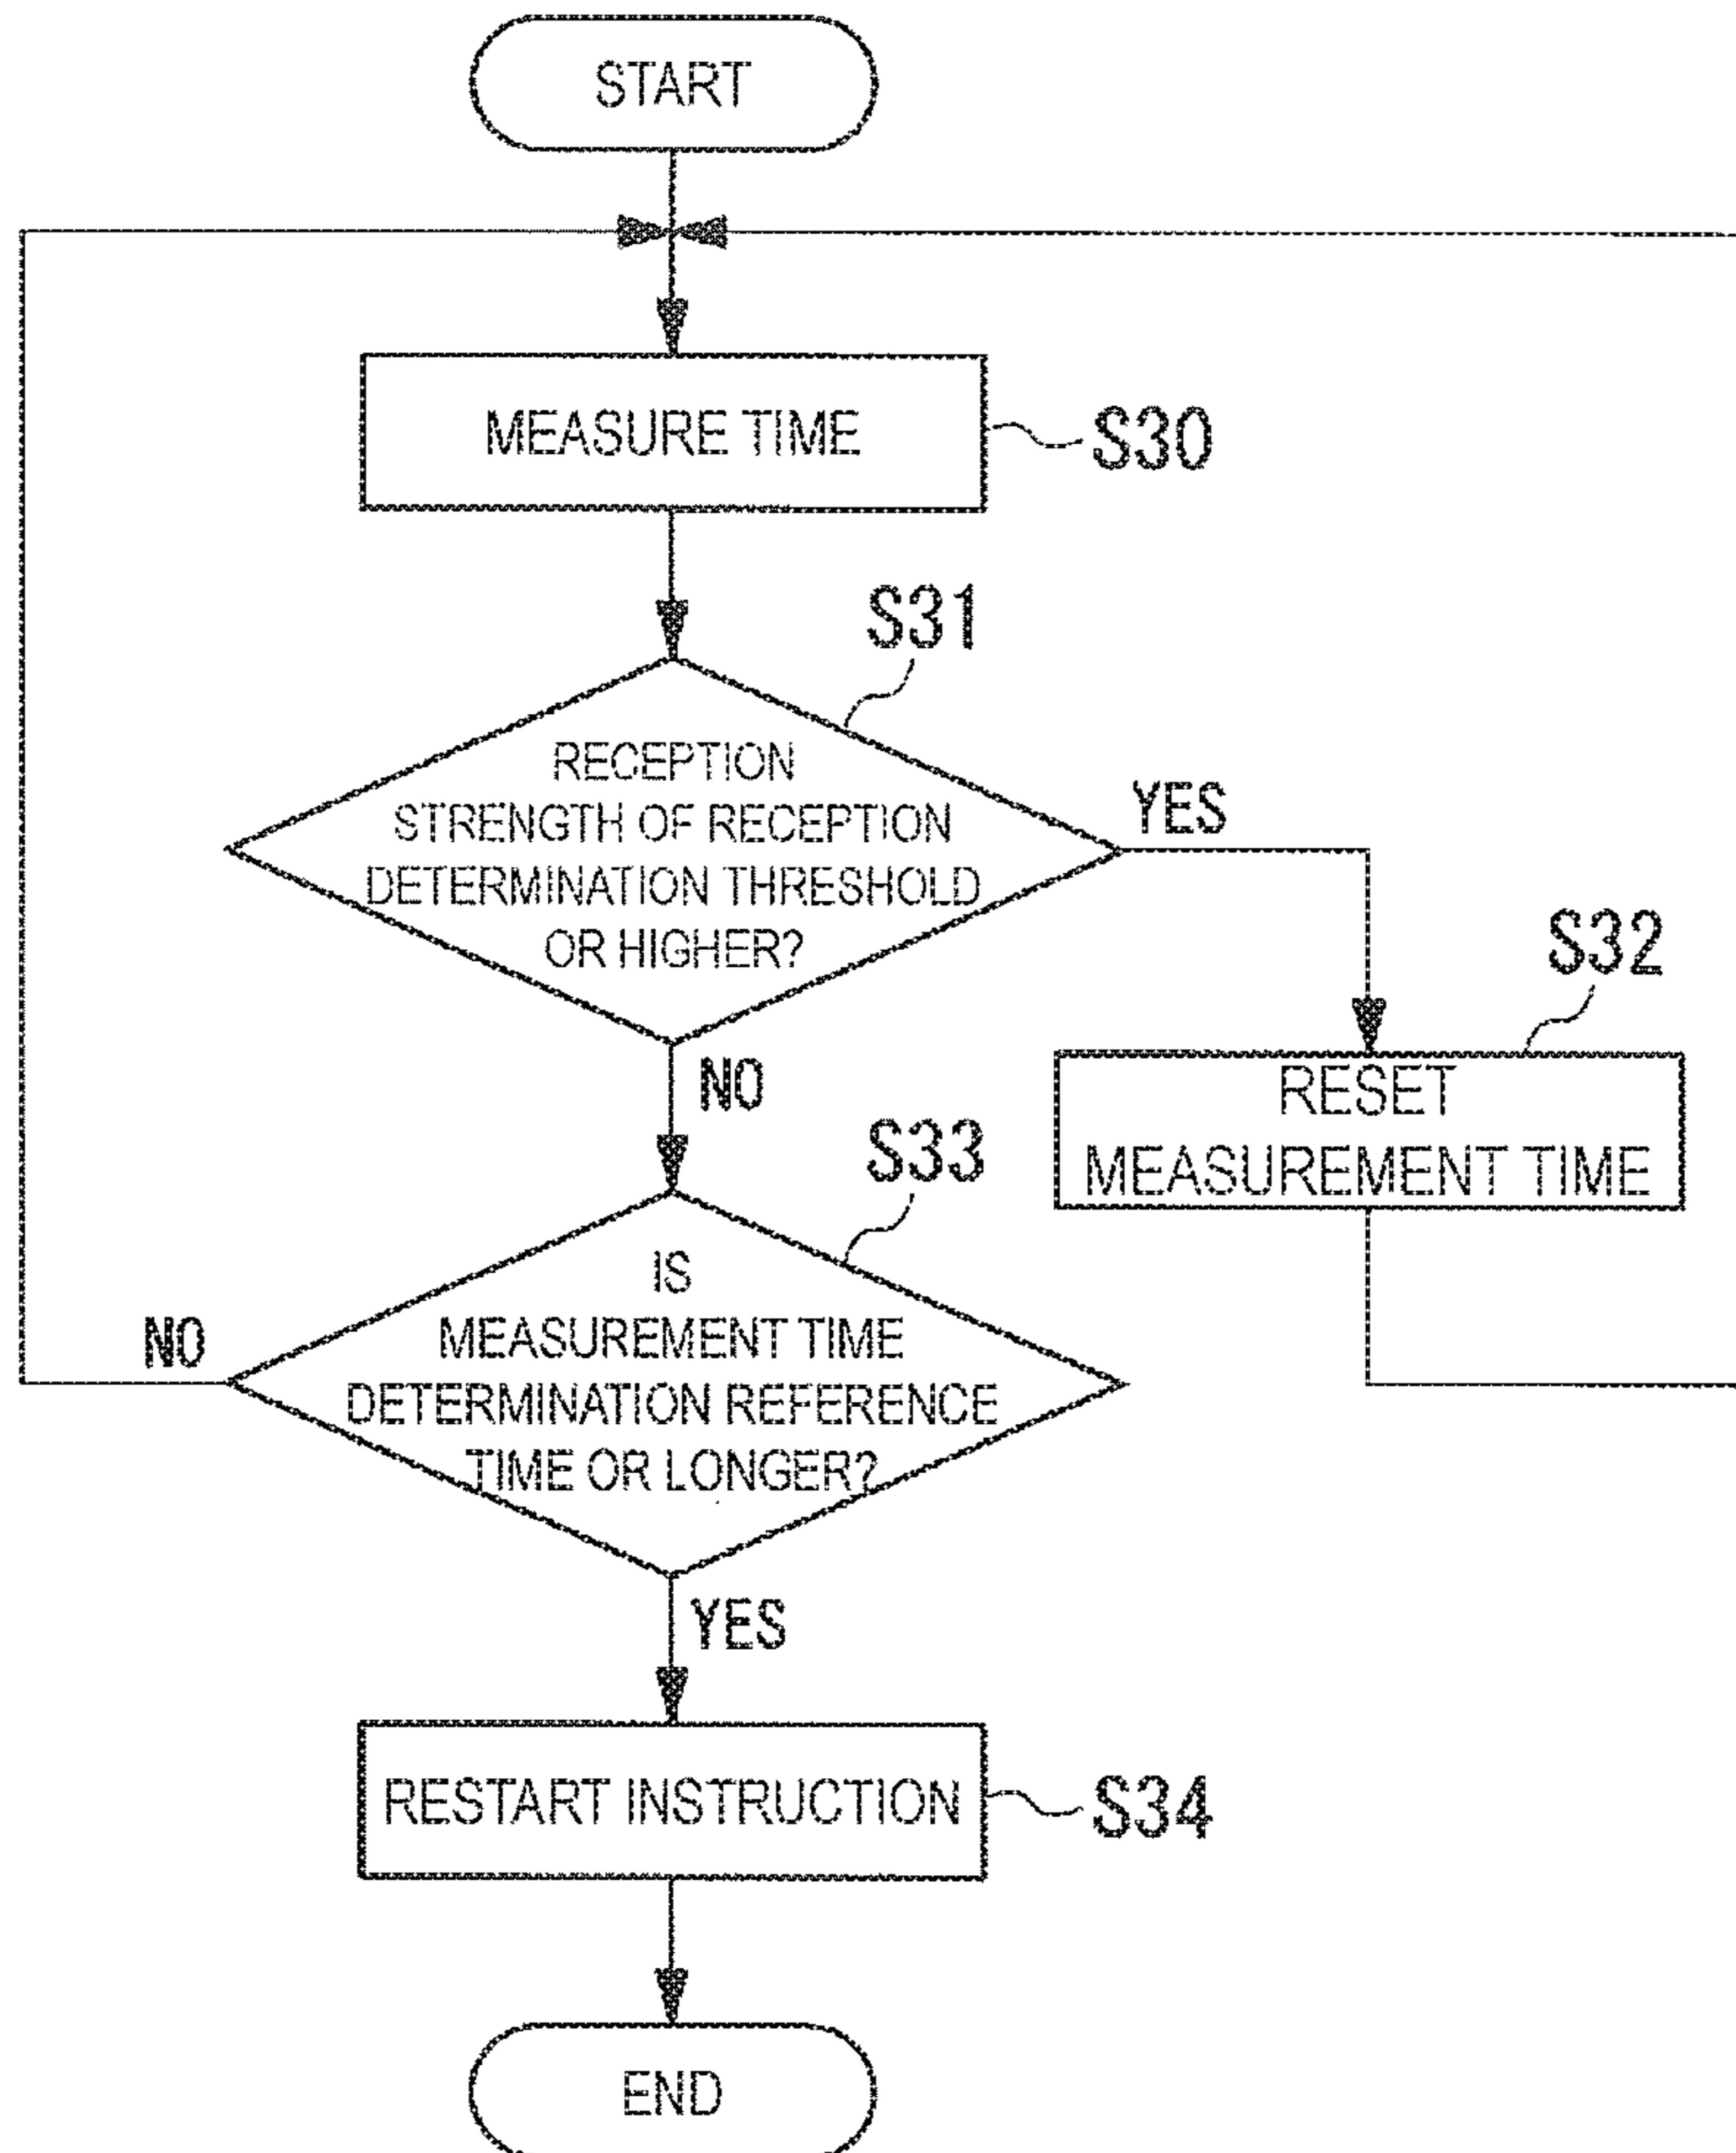 START
MEASURE TIME
S30
S31
RECEPTION
STRENGTH OF RECEPTION
DETERMINATION THRESHOLD
OR HIGHER?
YES
NO
S32
RESET
MEASUREMENT TIME
S33
IS
MEASUREMENT TIME
DETERMINATION REFERENCE
TIME OR LONGER?
NO
YES
RESTART INSTRUCTION
S34
END